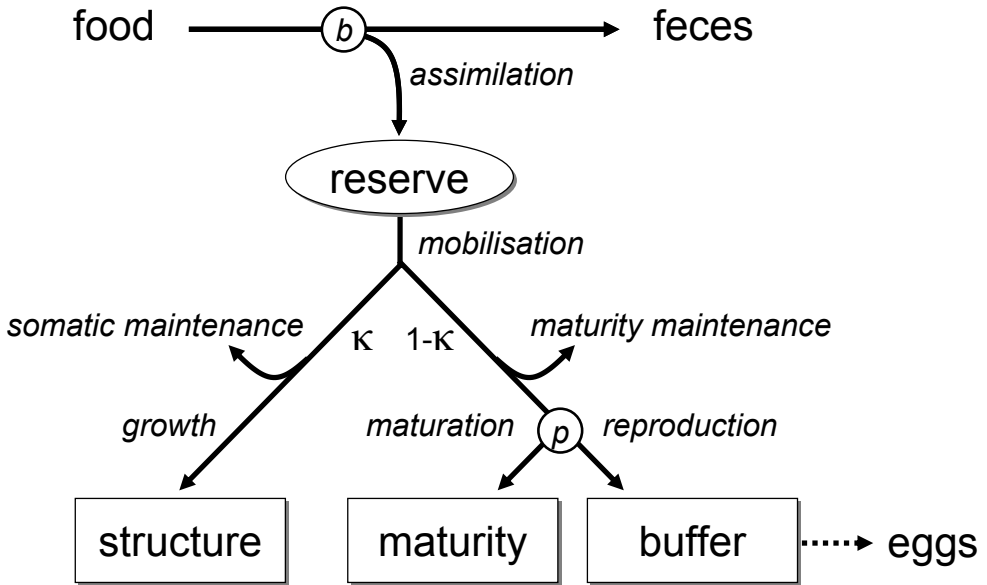 food
b
feces
assimilation
reserve
mobilisation
somatic maintenance
κ
1-κ
maturity maintenance
growth
maturation
p
reproduction
structure
maturity
buffer
eggs